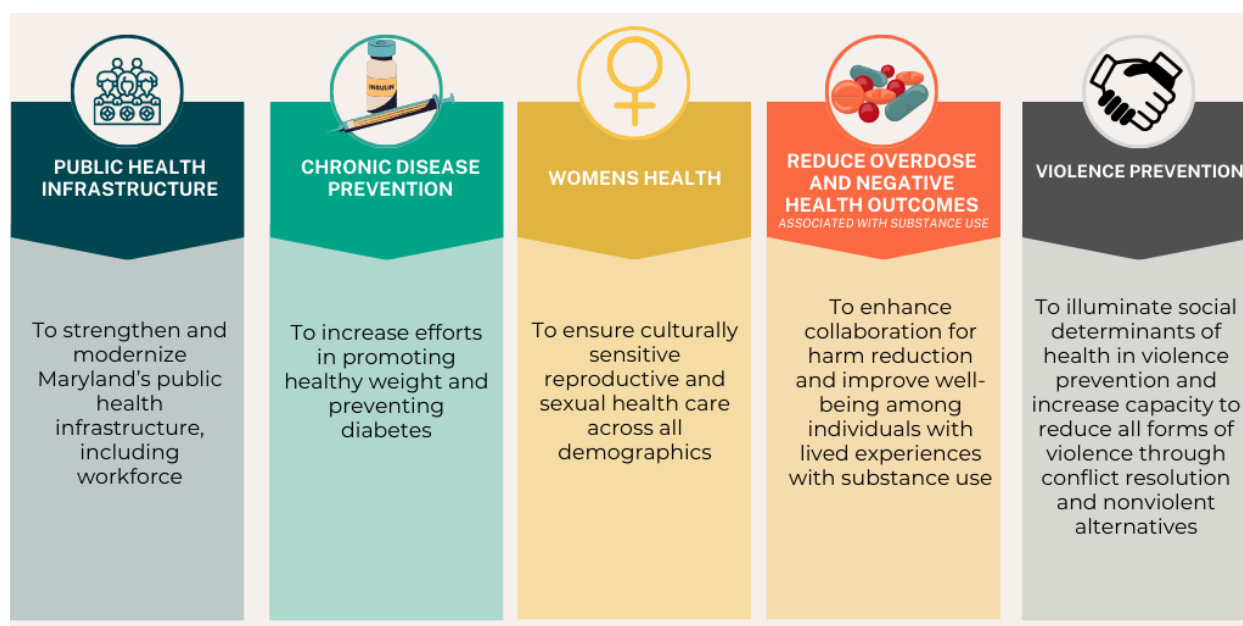 PUBLIC HEALTH
INFRASTRUCTURE
To strengthen and
modernize
Maryland's public
health
infrastructure,
including
workforce
INSULIN
CHRONIC DISEASE
PREVENTION
To increase efforts
in promoting
healthy weight and
preventing
diabetes
WOMENS HEALTH
To ensure culturally
sensitive
reproductive and
sexual health care
across all
demographics
REDUCE OVERDOSE
AND NEGATIVE
HEALTH OUTCOMES
ASSOCIATED WITH SUBSTANCE USE
To enhance
collaboration for
harm reduction
and improve well-
being among
individuals with
lived experiences
with substance use
VIOLENCE PREVENTION
To illuminate social
determinants of
health in violence
prevention and
increase capacity to
reduce all forms of
violence through
conflict resolution
and nonviolent
alternatives